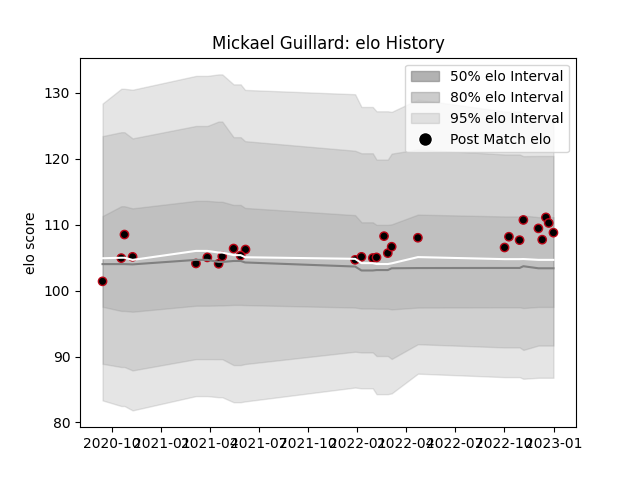 Mickael Guillard: elo History
50% elo Interval
80% elo Interval
95% elo Interval
Post Match elo
elo score
130
120
110
100
90
80
2020-10 2021-01 2021-04 2021-07 2021-10 2022-01 2022-04 2022-07 2022-10 2023-01